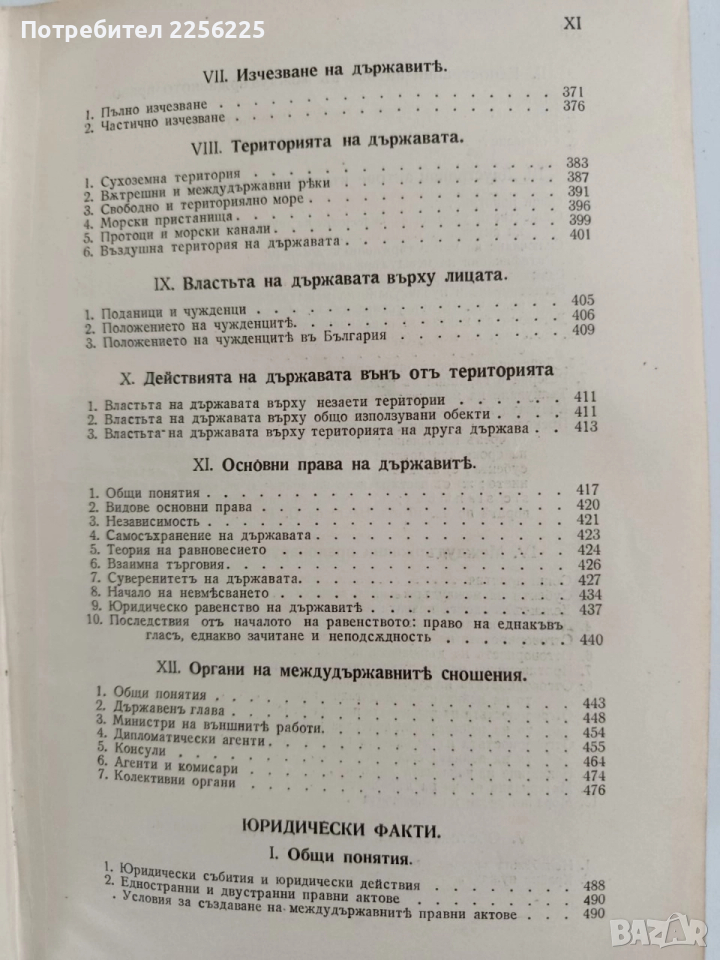 Потребител 2256225
XI
VII. Изчезване на държавитѣ.
1. Пълно изчезване . . . . . . . . . . . . . . . . 371
2. Частично изчезване . . . . . . . . . . . . . . . 376
VIII. Територията на държавата.
1. Сухоземна територия . . . . . . . . . . . . . . 383
2. Вѫтрешни и междудържавни рѣки . . . . . . . . . 387
3. Свободно и териториялно море . . . . . . . . . . 391
4. Морски пристанища . . . . . . . . . . . . . . . 396
5. Протоци и морски канали . . . . . . . . . . . . 399
6. Въздушна територия на държавата . . . . . . . . 401
IX. Властьта на държавата върху лицата.
1. Поданици и чужденци . . . . . . . . . . . . . . 405
2. Положението на чужденцитѣ . . . . . . . . . . . 406
3. Положението на чужденцитѣ въ България . . . . . 409
X. Действията на държавата вънъ отъ територията
1. Властьта на държавата върху незаети територии . . . . . . 411
2. Властьта на държавата върху общо използувани обекти . . . 411
3. Властьта на държавата върху територията на друга държава . . 413
XI. Основни права на държавитѣ.
1. Общи понятия . . . . . . . . . . . . . . . . . 417
2. Видове основни права . . . . . . . . . . . . . 420
3. Независимость . . . . . . . . . . . . . . . . . 421
4. Самосъхранение на държавата . . . . . . . . . . 423
5. Теория на равновесието . . . . . . . . . . . . 424
6. Взаимна търговия . . . . . . . . . . . . . . . 426
7. Суверенитетъ на държавата . . . . . . . . . . . 427
8. Начало на невмѣсването . . . . . . . . . . . . 434
9. Юридическо равенство на държавитѣ . . . . . . . 437
10. Последствия отъ началото на равенството: право на еднакъвъ
гласъ, еднакво зачитане и неподсѫдность . . . . . . . 440
XII. Органи на междудържавнитѣ сношения.
1. Общи понятия . . . . . . . . . . . . . . . . . 443
2. Държавенъ глава . . . . . . . . . . . . . . . . 448
3. Министри на външнитѣ работи . . . . . . . . . . 454
4. Дипломатически агенти . . . . . . . . . . . . . 455
5. Консули . . . . . . . . . . . . . . . . . . . . 464
6. Агенти и комисари . . . . . . . . . . . . . . . 474
7. Колективни органи . . . . . . . . . . . . . . . 476
ЮРИДИЧЕСКИ ФАКТИ.
I. Общи понятия.
1. Юридически събития и юридически действия . . . . . . . 488
2. Едностранни и двустранни правни актове . . . . . . . . 490
. Условия за създаване на междудържавнитѣ правни актове . . . 490
BAZAR